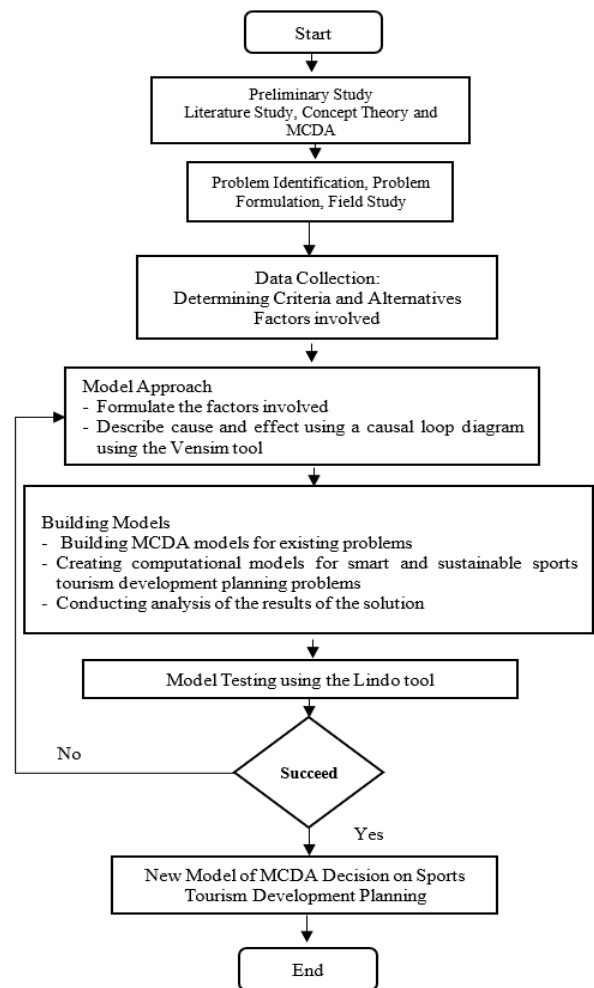 Start
Preliminary Study
Literature Study, Concept Theory and
MCDA
Problem Identification, Problem
Formulation, Field Study
Data Collection:
Determining Criteria and Alternatives
Factors involved
Model Approach
- Formulate the factors involved
- Describe cause and effect using a causal loop diagram
using the Vensim tool
Building Models
- Building MCDA models for existing problems
- Creating computational models for smart and sustainable sports
tourism development planning problems
- Conducting analysis of the results of the solution
Model Testing using the Lindo tool
No
Succeed
Yes
New Model of MCDA Decision on Sports
Tourism Development Planning
End